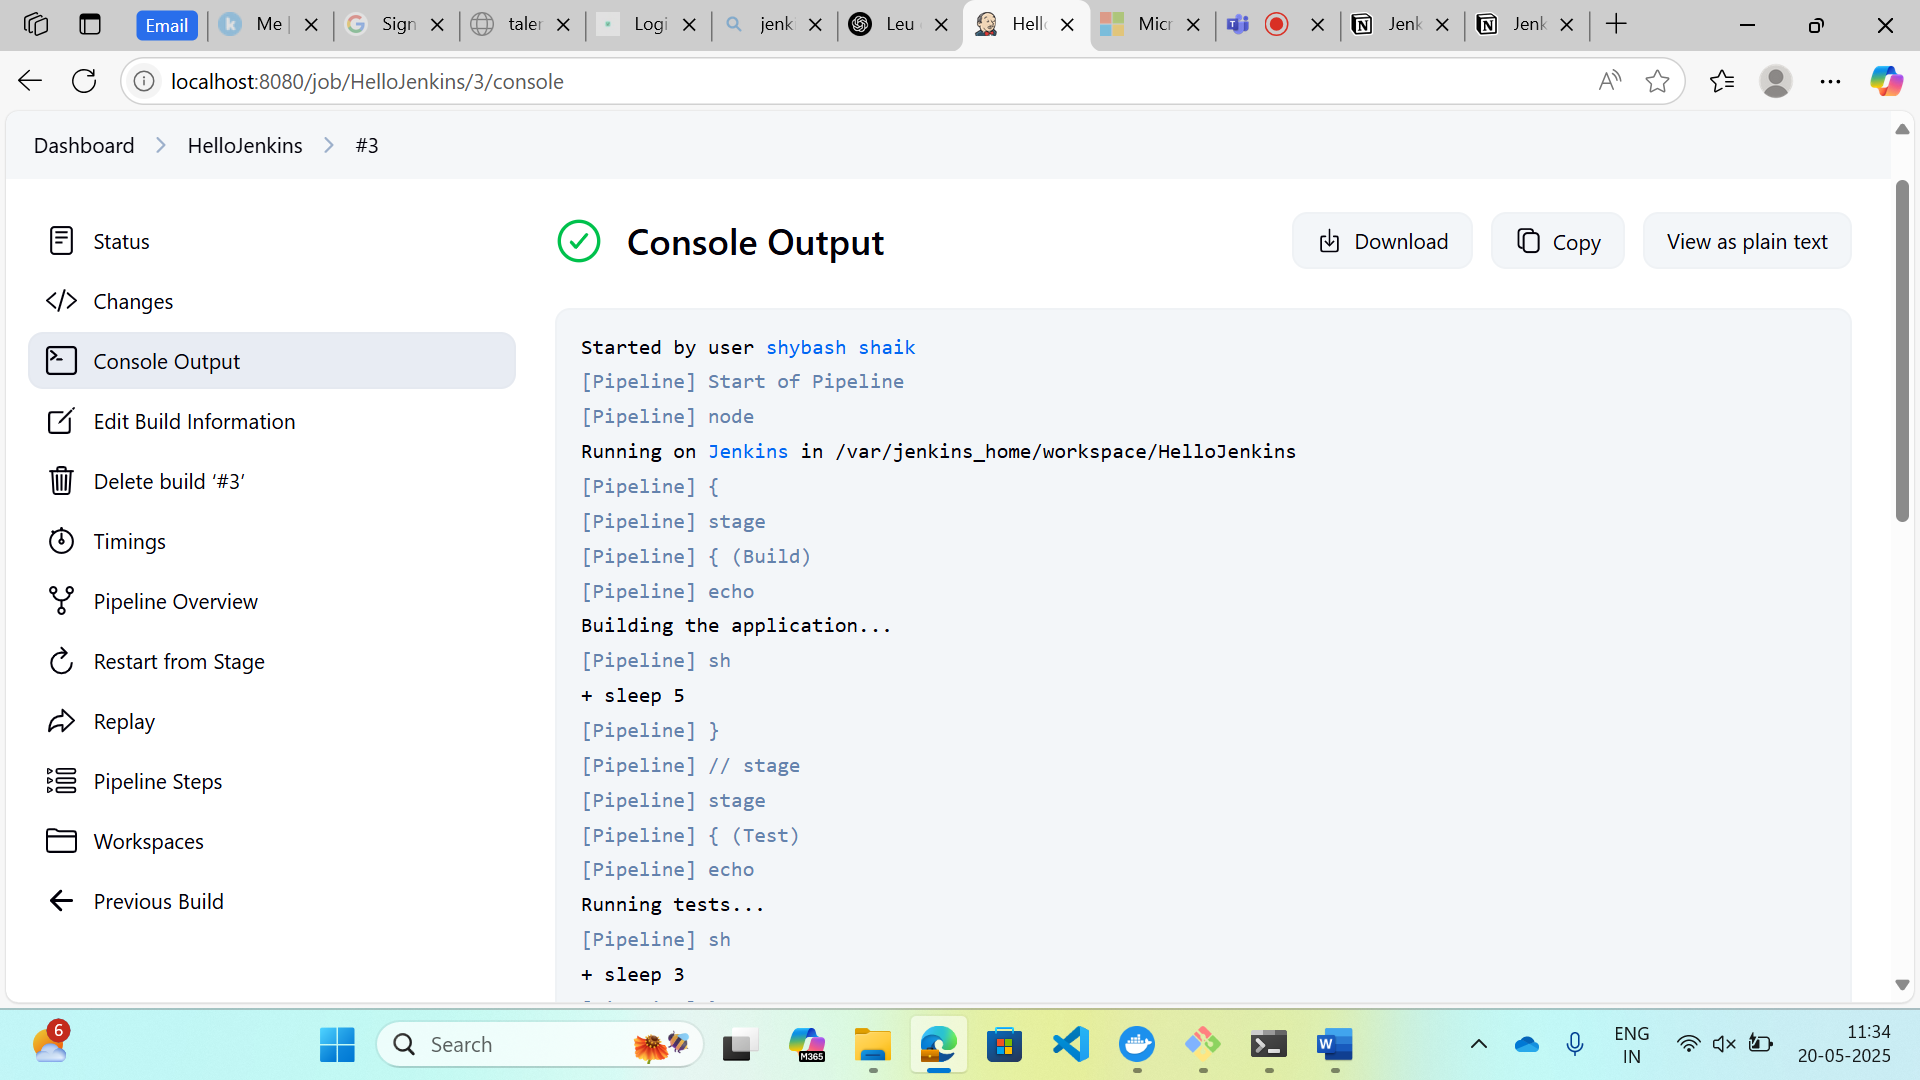 Email
Me |
Sign
taler
Logi
jenki
Leu
Hello
Micr
Jenk
Jenk
localhost:8080/job/HelloJenkins/3/console
Dashboard
HelloJenkins
#3
Status
Changes
Console Output
Edit Build Information
Delete build ‘#3’
Timings
Pipeline Overview
Restart from Stage
Replay
Pipeline Steps
Workspaces
Previous Build
Console Output
Download
Copy
View as plain text
Started by user shybash shaik
[Pipeline] Start of Pipeline
[Pipeline] node
Running on Jenkins in /var/jenkins_home/workspace/HelloJenkins
[Pipeline] {
[Pipeline] stage
[Pipeline] { (Build)
[Pipeline] echo
Building the application...
[Pipeline] sh
+ sleep 5
[Pipeline] }
[Pipeline] // stage
[Pipeline] stage
[Pipeline] { (Test)
[Pipeline] echo
Running tests...
[Pipeline] sh
+ sleep 3
6
Search
M365
ENG
IN
11:34
20-05-2025